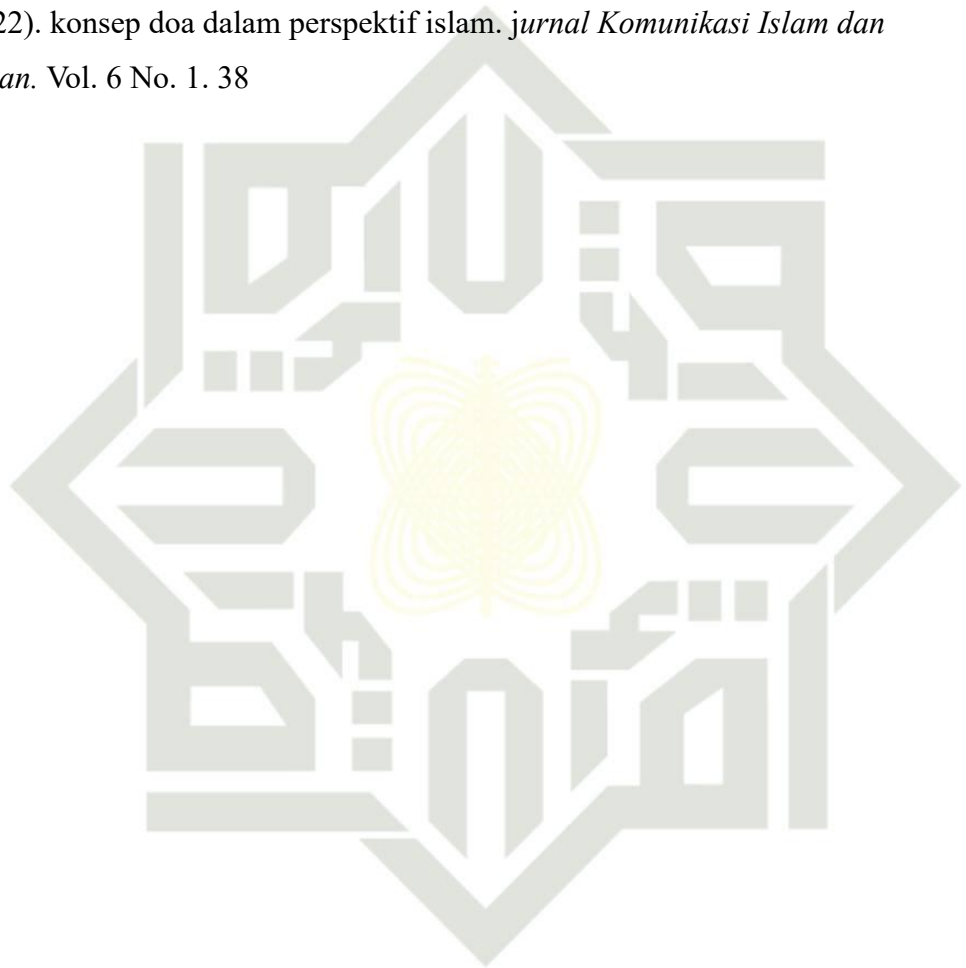 22). konsep doa dalam perspektif islam. jurnal Komunikasi Islam dan
an. Vol. 6 No. 1. 38